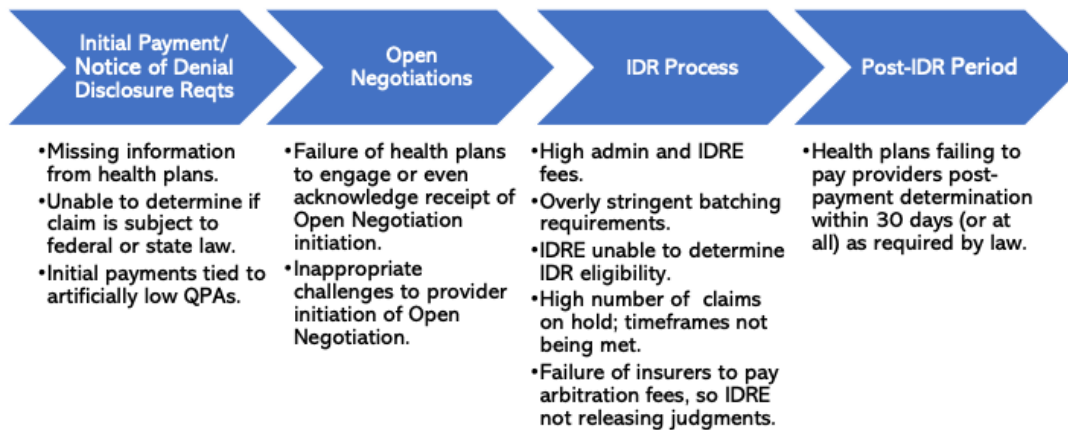 Initial Payment/
Notice of Denial
Disclosure Reqts
Open
Negotiations
IDR Process
Post-IDR Period
•Missing information
from health plans.
•Unable to determine if
claim is subject to
federal or state law.
•Initial payments tied to
artificially low QPAs.
•Failure of health plans
to engage or even
acknowledge receipt of
Open Negotiation
initiation.
•Inappropriate
challenges to provider
initiation of Open
Negotiation.
•High admin and IDRE
fees.
•Overly stringent batching
requirements.
•IDRE unable to determine
IDR eligibility.
•High number of claims
on hold; timeframes not
being met.
•Failure of insurers to pay
arbitration fees, so IDRE
not releasing judgments.
•Health plans failing to
pay providers post-
payment determination
within 30 days (or at
all) as required by law.